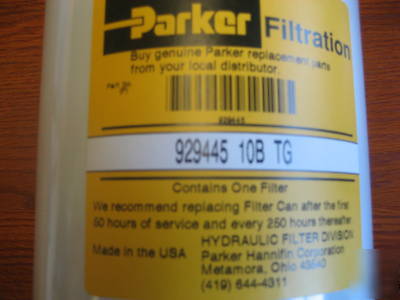 Parker Filtration
Buy genuine Parker replacement parts
from your local distributor.
929445
929445 10B TG
Contains One Filter
We recommend replacing Filter Can after the first
50 hours of service and every 250 hours thereafter.
HYDRAULIC FILTER DIVISION
Made in the USA Parker Hannifin Corporation
Metamora, Ohio 43540
(419) 644-4311